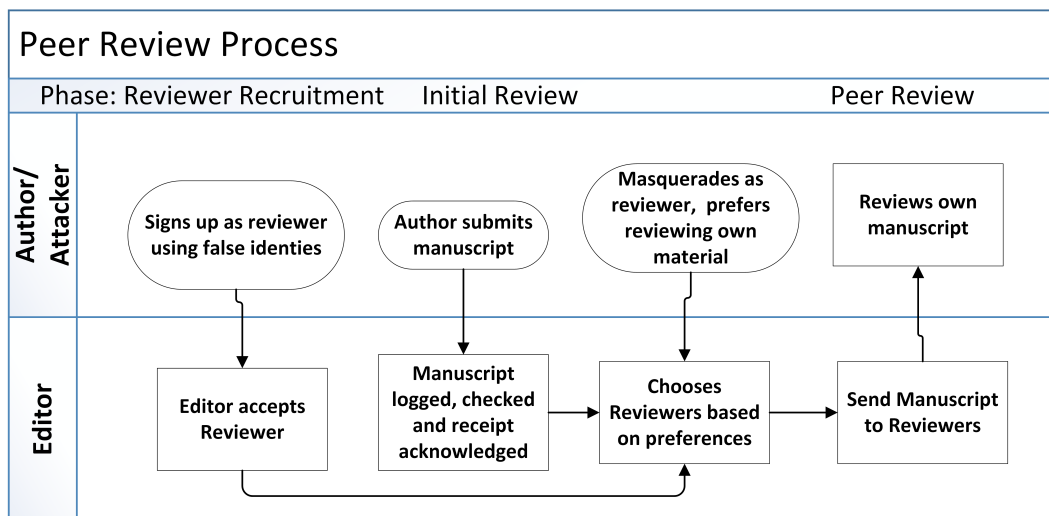 Peer Review Process
Phase: Reviewer Recruitment
Initial Review
Peer Review
Author/
Attacker
Signs up as reviewer
using false identies
Author submits
manuscript
Masquerades as
reviewer, prefers
reviewing own
material
Reviews own
manuscript
Editor
Editor accepts
Reviewer
Manuscript
logged, checked
and receipt
acknowledged
Chooses
Reviewers based
on preferences
Send Manuscript
to Reviewers